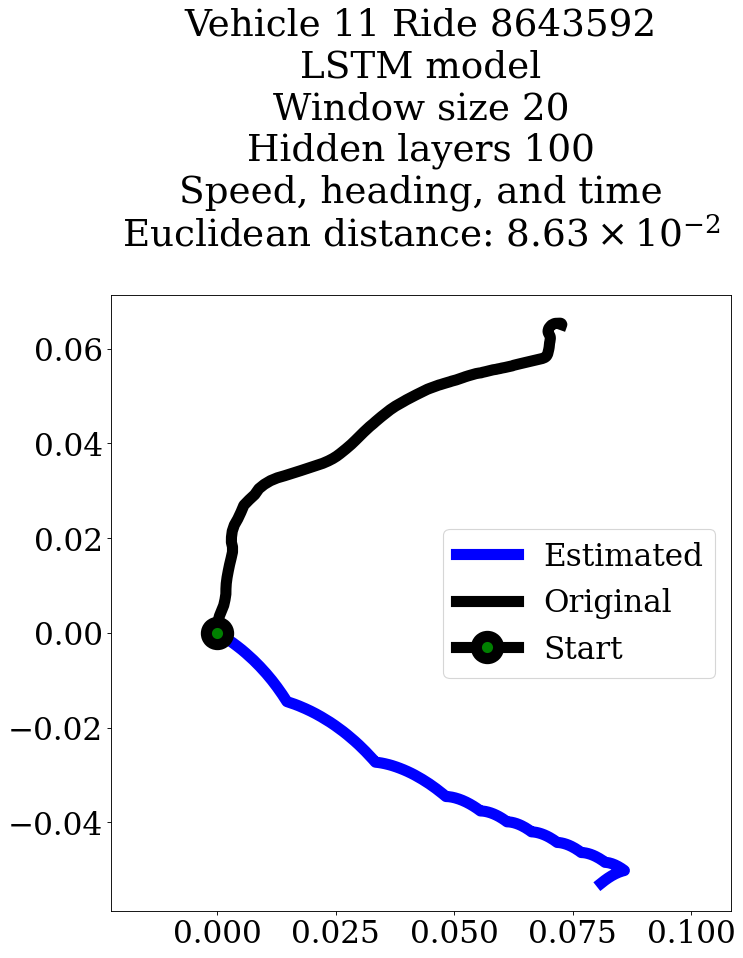 Vehicle 11 Ride 8643592
LSTM model
Window size 20
Hidden layers 100
Speed, heading, and time
Euclidean distance: 8.63 × 10⁻²
0.06
0.04
0.02
0.00
−0.02
−0.04
Estimated
Original
Start
0.000 0.025 0.050 0.075 0.100